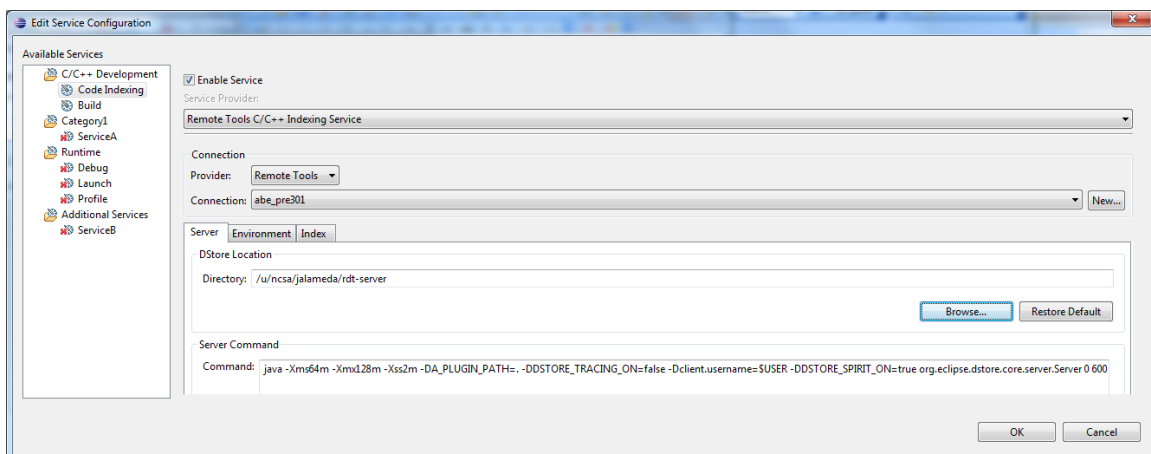 Edit Service Configuration
Available Services
C/C++ Development
Code Indexing
Build
Category1
ServiceA
Runtime
Debug
Launch
Profile
Additional Services
ServiceB
Enable Service
Service Provider:
Remote Tools C/C++ Indexing Service
Connection
Provider: Remote Tools
Connection: abe_pre301 New...
Server Environment Index
DStore Location
Directory: /u/ncsa/jalameda/rdt-server
Browse... Restore Default
Server Command
Command: java -Xms64m -Xmx128m -Xss2m -DA_PLUGIN_PATH=. -DDSTORE_TRACING_ON=false -Dclient.username=$USER -DDSTORE_SPIRIT_ON=true org.eclipse.dstore.core.server.Server 0 600
OK Cancel